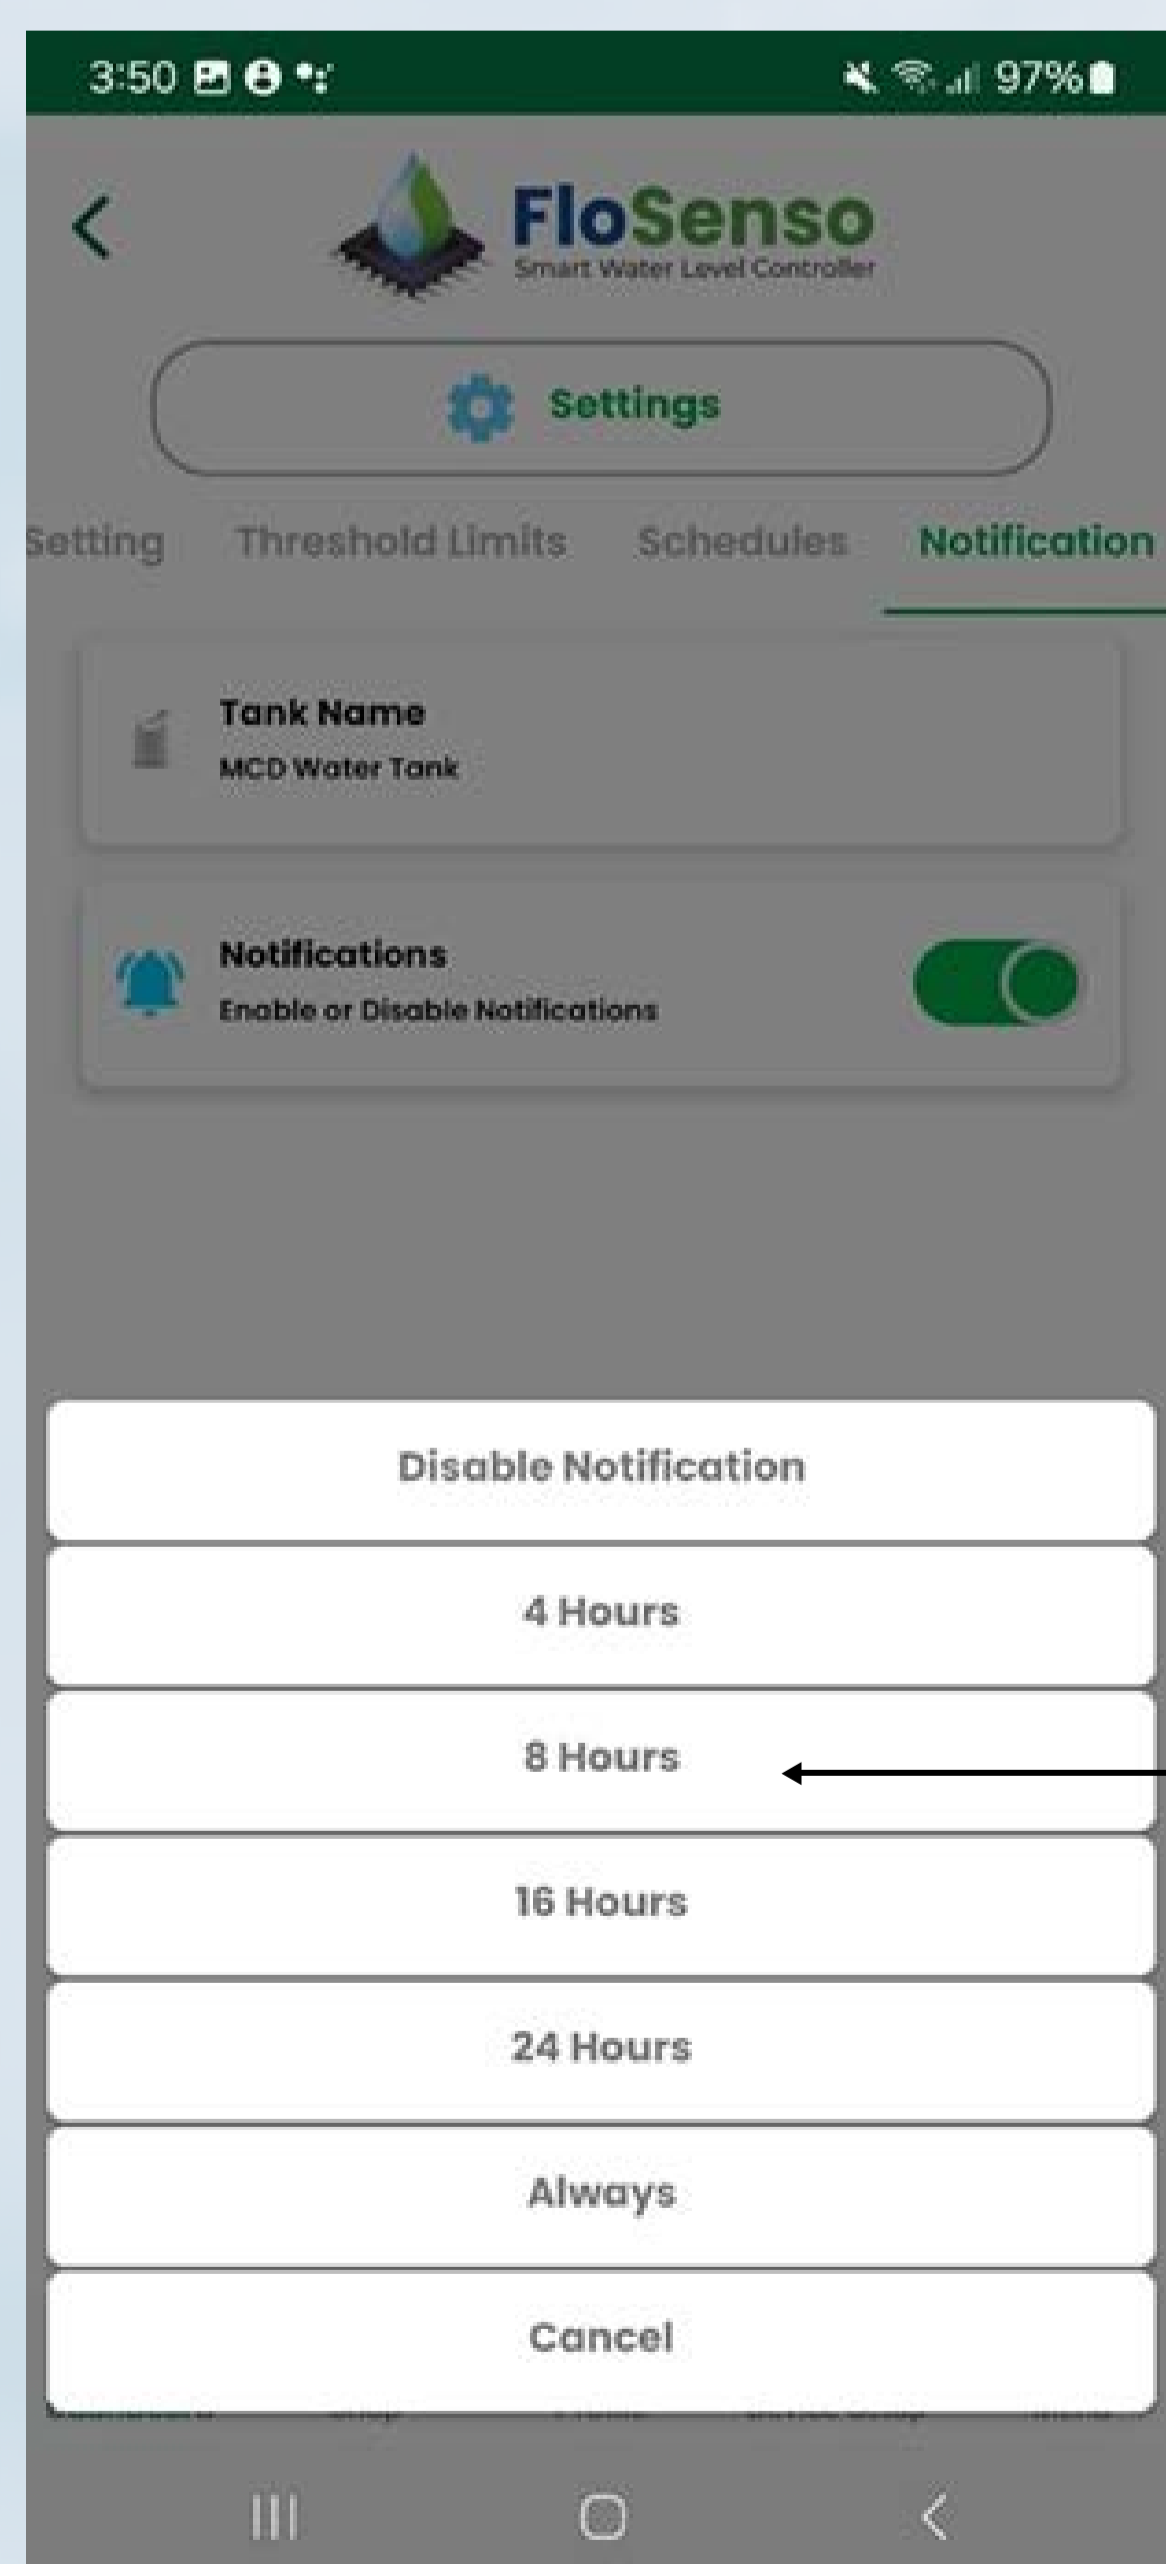 3:50
97%
FloSenso
Smart Water Level Controller
Settings
Setting Threshold Limits Schedules Notification
Tank Name
MCD Water Tank
Notifications
Enable or Disable Notifications
Disable Notification
4 Hours
8 Hours
16 Hours
24 Hours
Always
Cancel